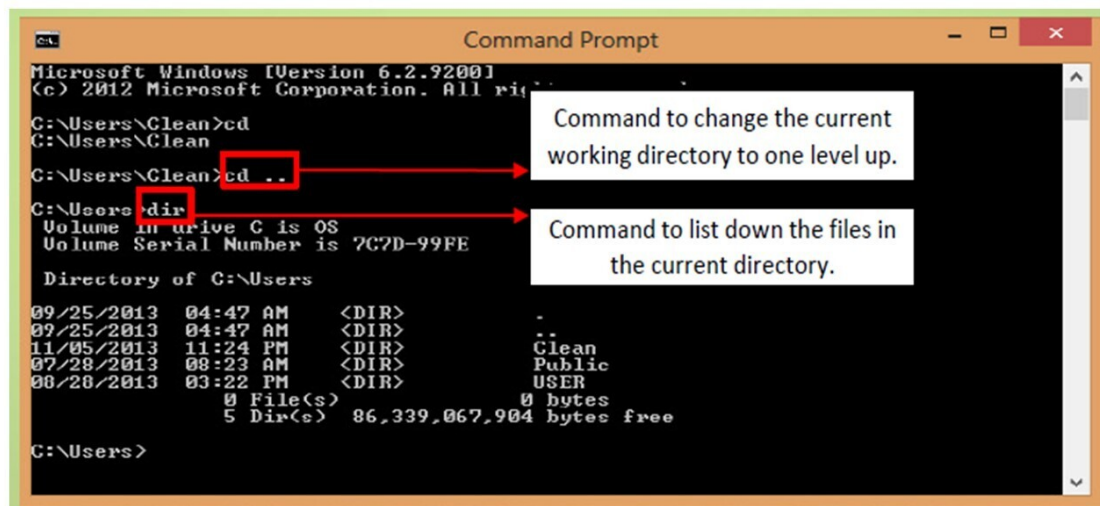 Command Prompt
Microsoft Windows [Version 6.2.9200]
(c) 2012 Microsoft Corporation. All
C:\Users\Clean>cd
C:\Users\Clean
C:\Users\Clean>cd ..
Command to change the current
working directory to one level up.
C:\Users>dir
Volume in drive C is OS
Volume Serial Number is 7C7D-99FE
Command to list down the files in
the current directory.
Directory of C:\Users
09/25/2013 04:47 AM <DIR> .
09/25/2013 04:47 AM <DIR> ..
11/05/2013 11:24 PM <DIR> Clean
07/28/2013 08:23 AM <DIR> Public
08/28/2013 03:22 PM <DIR> USER
0 File(s) 0 bytes
5 Dir(s) 86,339,067,904 bytes free
C:\Users>